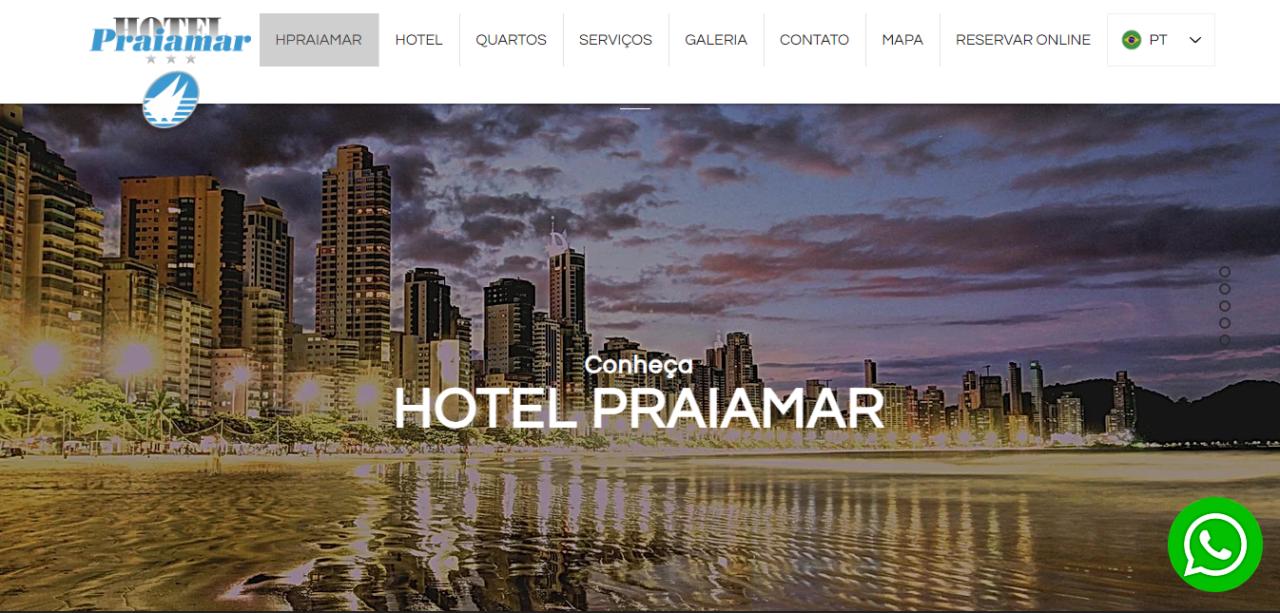 HOTEL
Praiamar
HPRAIAMAR
HOTEL
QUARTOS
SERVIÇOS
GALERIA
CONTATO
MAPA
RESERVAR ONLINE
PT
Conheça
HOTEL PRAIAMAR